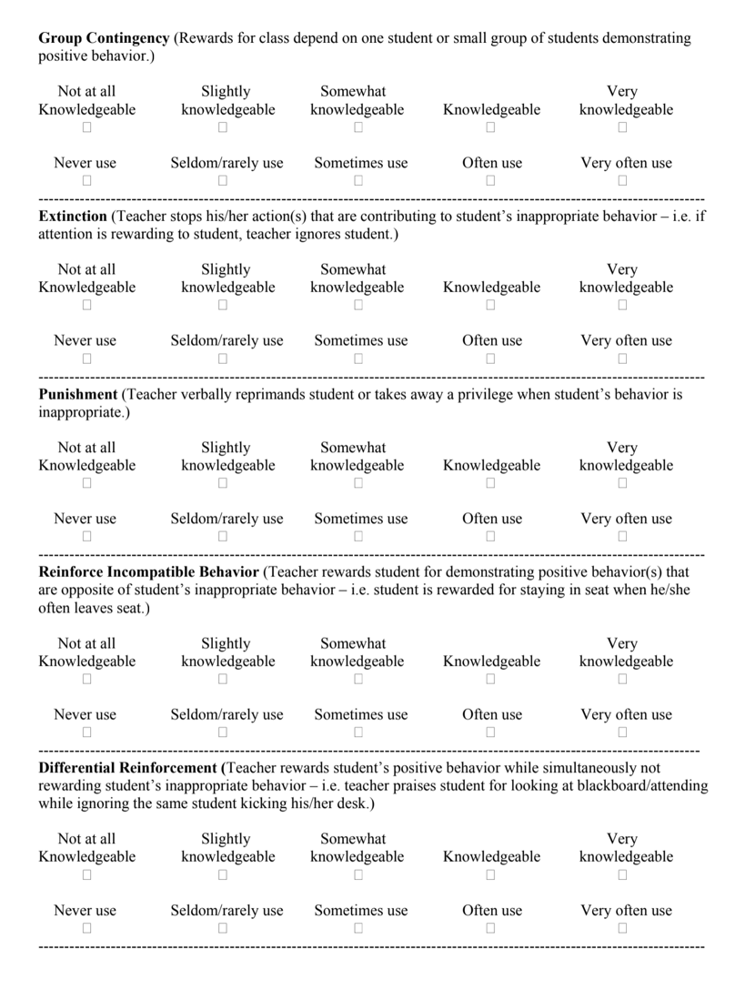 Group Contingency (Rewards for class depend on one student or small group of students demonstrating
positive behavior.)
Not at all Slightly Somewhat Very
Knowledgeable knowledgeable knowledgeable Knowledgeable knowledgeable
□ □ □ □ □
Never use Seldom/rarely use Sometimes use Often use Very often use
□ □ □ □ □
Extinction (Teacher stops his/her action(s) that are contributing to student’s inappropriate behavior – i.e. if
attention is rewarding to student, teacher ignores student.)
Not at all Slightly Somewhat Very
Knowledgeable knowledgeable knowledgeable Knowledgeable knowledgeable
□ □ □ □ □
Never use Seldom/rarely use Sometimes use Often use Very often use
□ □ □ □ □
Punishment (Teacher verbally reprimands student or takes away a privilege when student’s behavior is
inappropriate.)
Not at all Slightly Somewhat Very
Knowledgeable knowledgeable knowledgeable Knowledgeable knowledgeable
□ □ □ □ □
Never use Seldom/rarely use Sometimes use Often use Very often use
□ □ □ □ □
Reinforce Incompatible Behavior (Teacher rewards student for demonstrating positive behavior(s) that
are opposite of student’s inappropriate behavior – i.e. student is rewarded for staying in seat when he/she
often leaves seat.)
Not at all Slightly Somewhat Very
Knowledgeable knowledgeable knowledgeable Knowledgeable knowledgeable
□ □ □ □ □
Never use Seldom/rarely use Sometimes use Often use Very often use
□ □ □ □ □
Differential Reinforcement (Teacher rewards student’s positive behavior while simultaneously not
rewarding student’s inappropriate behavior – i.e. teacher praises student for looking at blackboard/attending
while ignoring the same student kicking his/her desk.)
Not at all Slightly Somewhat Very
Knowledgeable knowledgeable knowledgeable Knowledgeable knowledgeable
□ □ □ □ □
Never use Seldom/rarely use Sometimes use Often use Very often use
□ □ □ □ □